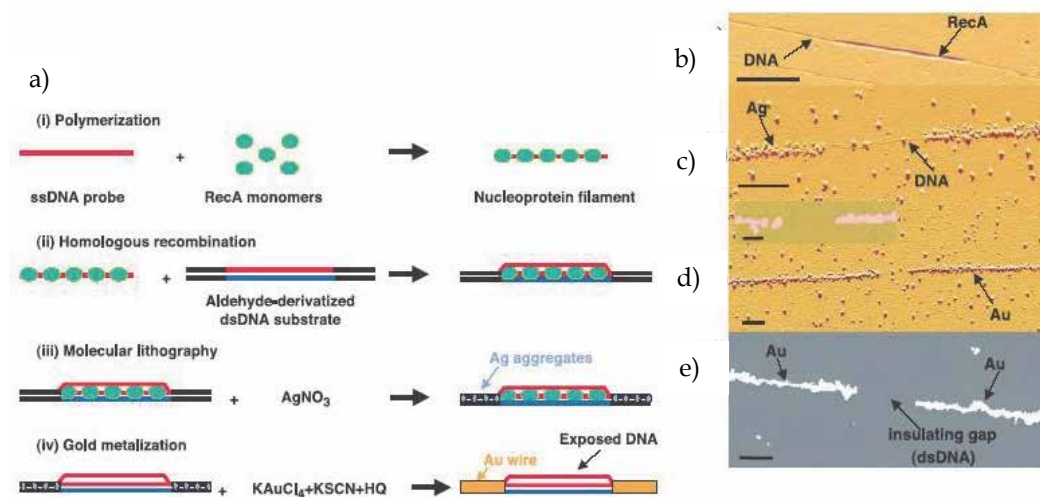 a)
(i) Polymerization
+
ssDNA probe
RecA monomers
Nucleoprotein filament
(ii) Homologous recombination
+
Aldehyde-derivatized
dsDNA substrate
(iii) Molecular lithography
Ag aggregates
+
AgNO3
(iv) Gold metalization
Exposed DNA
Au wire
+
KAuCl4+KSCN+HQ
b)
RecA
DNA
c)
Ag
DNA
d)
Au
e)
Au
Au
insulating gap
(dsDNA)